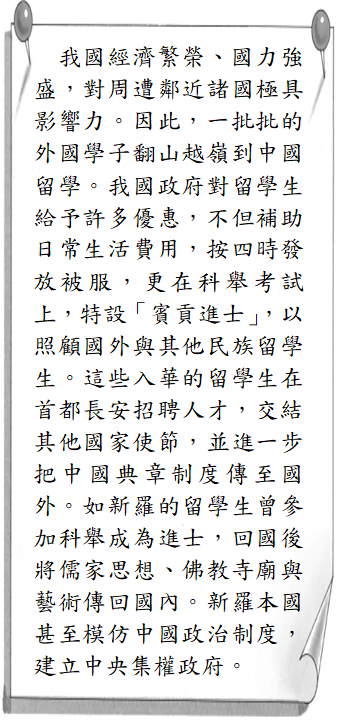 我國經濟繁榮、國力強
盛，對周遭鄰近諸國極具
影響力。因此，一批批的
外國學子翻山越嶺到中國
留學。我國政府對留學生
給予許多優惠，不但補助
日常生活費用，按四時發
放被服，更在科舉考試
上，特設「賓貢進士」，以
照顧國外與其他民族留學
生。這些入華的留學生在
首都長安招聘人才，交結
其他國家使節，並進一步
把中國典章制度傳至國
外。如新羅的留學生曾參
加科舉成為進士，回國後
將儒家思想、佛教寺廟與
藝術傳回國內。新羅本國
甚至模仿中國政治制度，
建立中央集權政府。